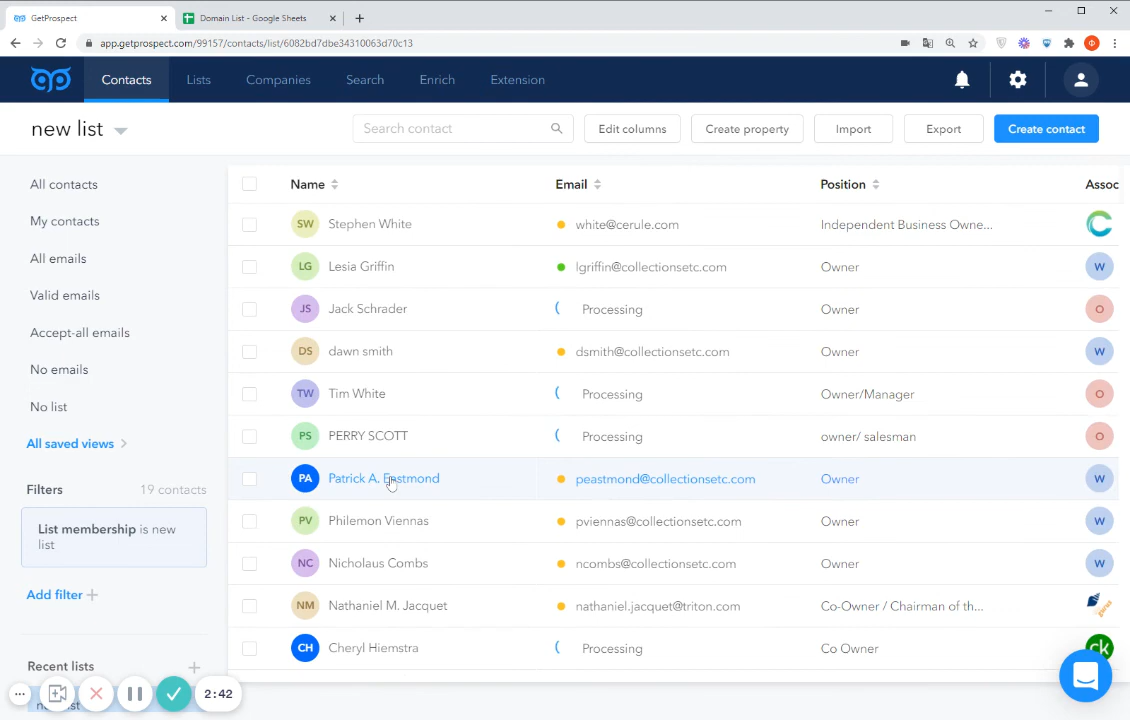 GetProspect
Domain List - Google Sheets
app.getprospect.com/99157/contacts/list/6082bd7dbe34310063d70c13
Contacts Lists Companies Search Enrich Extension
new list
Search contact
Edit columns
Create property
Import
Export
Create contact
All contacts
My contacts
All emails
Valid emails
Accept-all emails
No emails
No list
All saved views
Filters 19 contacts
List membership is new
list
Add filter
Recent lists
Name Email Position Assoc
SW Stephen White white@cerule.com Independent Business Owne...
LG Lesia Griffin lgriffin@collectionsetc.com Owner W
JS Jack Schrader Processing Owner O
DS dawn smith dsmith@collectionsetc.com Owner W
TW Tim White Processing Owner/Manager O
PS PERRY SCOTT Processing owner/ salesman O
PA Patrick A. Eastmond peastmond@collectionsetc.com Owner W
PV Philemon Viennas pviennas@collectionsetc.com Owner W
NC Nicholaus Combs ncombs@collectionsetc.com Owner W
NM Nathaniel M. Jacquet nathaniel.jacquet@triton.com Co-Owner / Chairman of th...
CH Cheryl Hiemstra Processing Co Owner
2:42